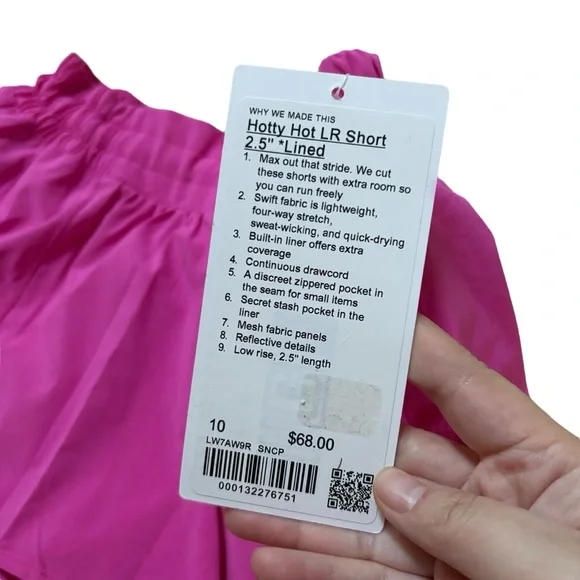 WHY WE MADE THIS
Hotty Hot LR Short
2.5" *Lined
1. Max out that stride. We cut
these shorts with extra room so
you can run freely
2. Swift fabric is lightweight,
four-way stretch,
sweat-wicking, and quick-drying
3. Built-in liner offers extra
coverage
4. Continuous drawcord
5. A discreet zippered pocket in
the seam for small items
6. Secret stash pocket in the
liner
7. Mesh fabric panels
8. Reflective details
9. Low rise, 2.5" length
10 $68.00
LW7AW9R SNCP
000132276751